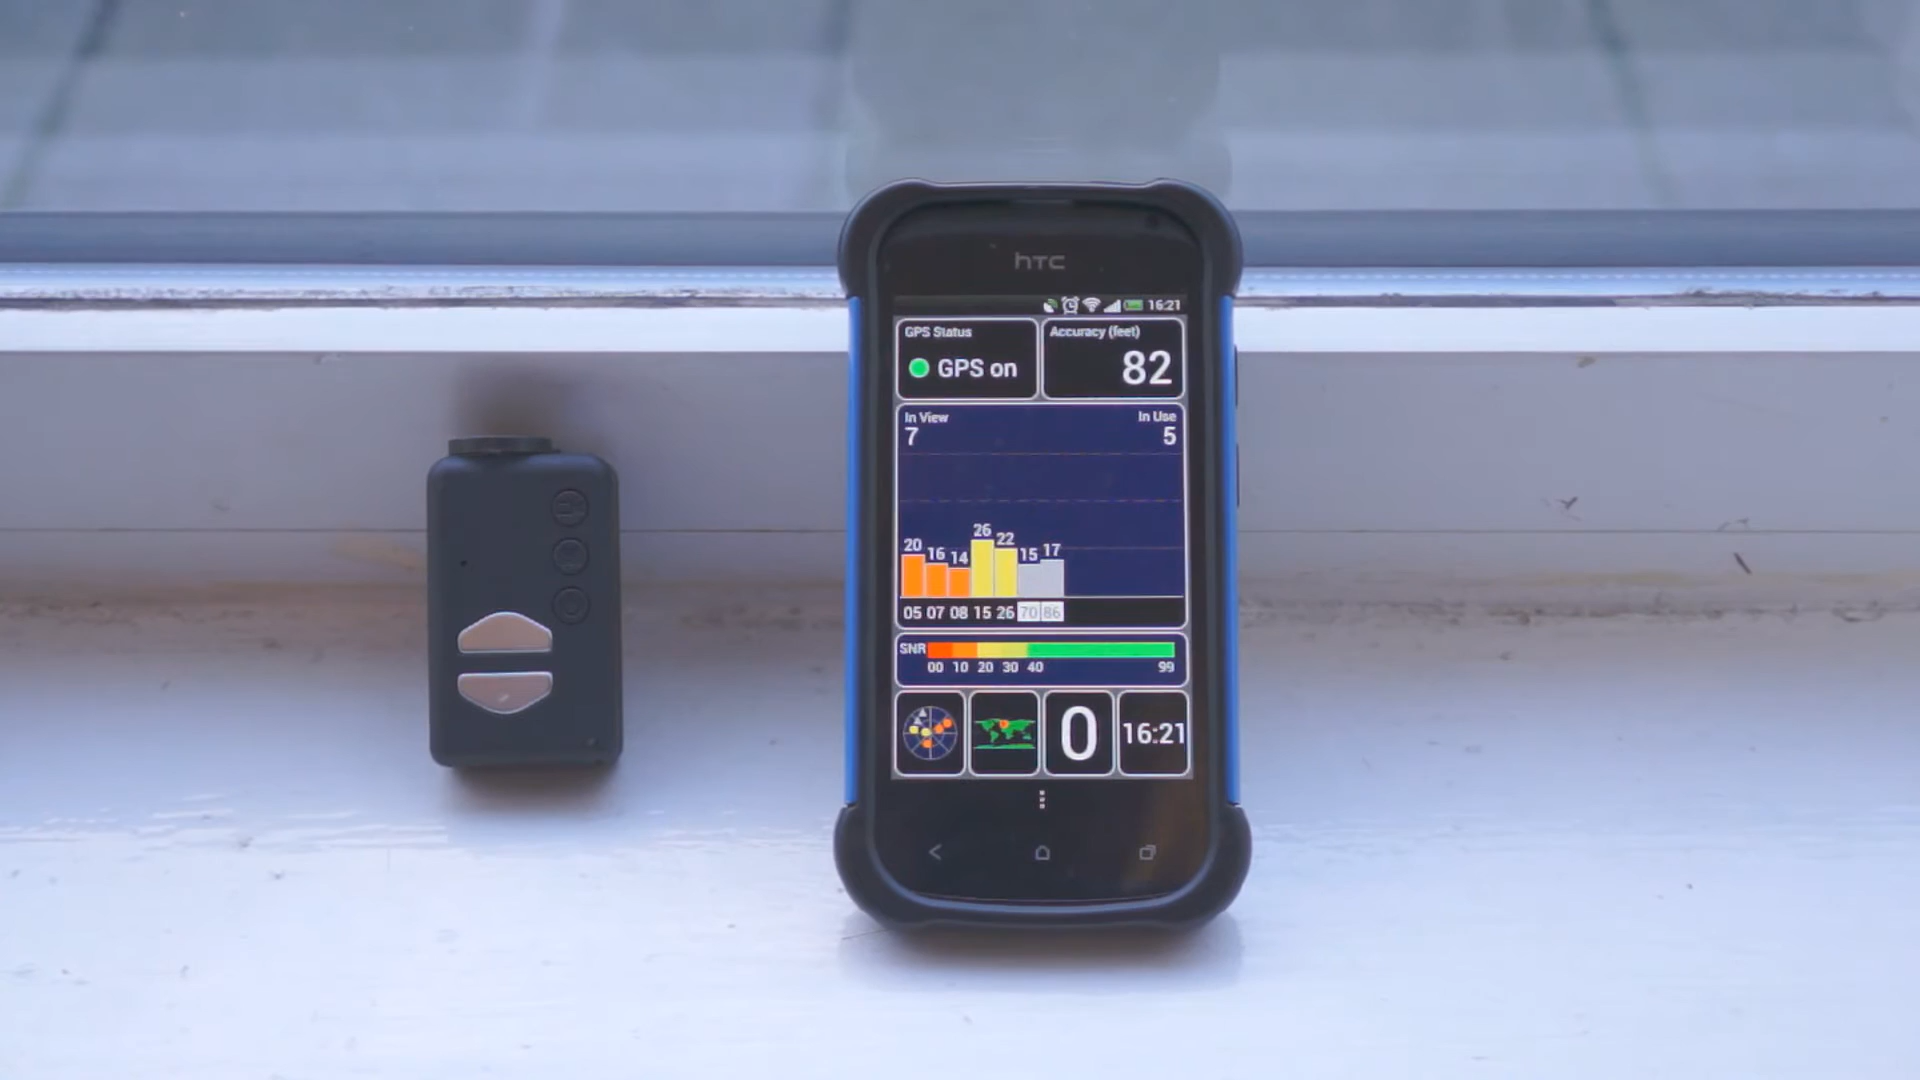 hTC
16:21
GPS Status
GPS on
Accuracy (feet)
82
In View
7
In Use
5
20 16 14 26 22 15 17
05 07 08 15 26 70 86
SNR
00 10 20 30 40 99
0
16:21